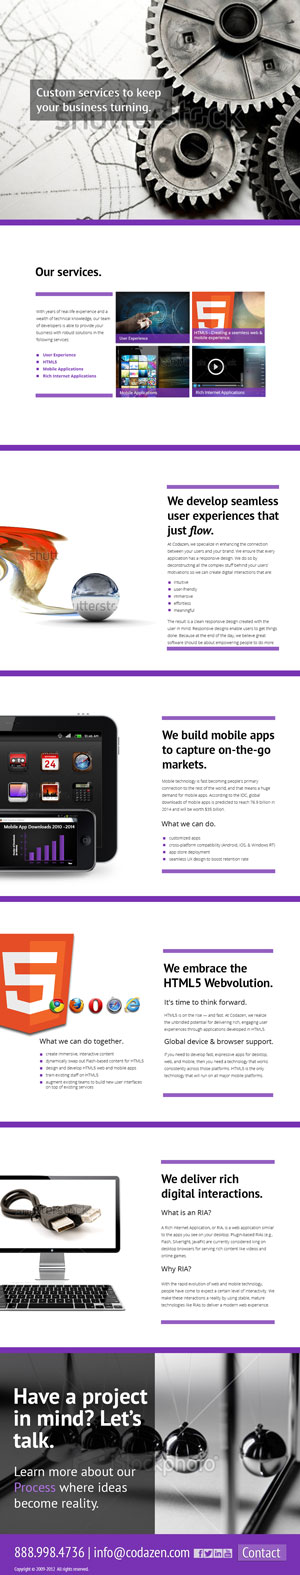 Custom services to keep
your business turning.
shutterstock
Our services.
With years of real-life experience and a
wealth of technical knowledge, our team
of developers is able to provide your
business with robust solutions in the
following services:
User Experience
HTML5
Mobile Applications
Rich Internet Applications
User Experience
HTML5 - Creating a seamless web &
mobile experience.
Mobile Applications
Rich Internet Applications
We develop seamless
user experiences that
just flow.
At Codazen, we specialize in enhancing the connection
between your users and your brand. We ensure that every
application has a responsive design. We do so by
deconstructing all the complex stuff behind your users'
motivations so we can create digital interactions that are:
intuitive
user-friendly
immersive
effortless
meaningful
The result is a clean responsive design created with the
user in mind. Responsive designs enable users to get things
done. Because at the end of the day, we believe great
software should be about empowering people to do more.
We build mobile apps
to capture on-the-go
markets.
Mobile technology is fast becoming people's primary
connection to the rest of the world, and that means a huge
demand for mobile apps. According to the IDC, global
downloads of mobile apps is predicted to reach 76.9 billion in
2014 and will be worth $35 billion.
What we can do.
customized apps
cross-platform compatibility (Android, iOS, & Windows RT)
app store deployment
seamless UX design to boost retention rate
Mobile App Downloads 2010 -2014
We embrace the
HTML5 Webvolution.
It's time to think forward.
HTML5 is on the rise — and fast. At Codazen, we realize
the unbridled potential for delivering rich, engaging user
experiences through applications developed in HTML5.
Global device & browser support.
If you need to develop fast, expressive apps for desktop,
web, and mobile, then you need a technology that works
consistently across those platforms. HTML5 is the only
technology that will run on all major mobile platforms.
What we can do together.
create immersive, interactive content
dynamically swap out Flash-based content for HTML5
design and develop HTML5 web and mobile apps
train existing staff on HTML5
augment existing teams to build new user interfaces
on top of existing services
We deliver rich
digital interactions.
What is an RIA?
A Rich Internet Application, or RIA, is a web application similar
to the apps you see on your desktop. Plugin-based RIAs (e.g.,
Flash, Silverlight, JavaFX) are currently considered king on
desktop browsers for serving rich content like videos and
online games.
Why RIA?
With the rapid evolution of web and mobile technology,
people have come to expect a certain level of interactivity. We
make these interactions a reality by using stable, mature
technologies like RIAs to deliver a modern web experience.
Have a project
in mind? Let's
talk.
Learn more about our
Process where ideas
become reality.
888.998.4736 | info@codazen.com
Contact
Copyright © 2009-2012 All rights reserved.